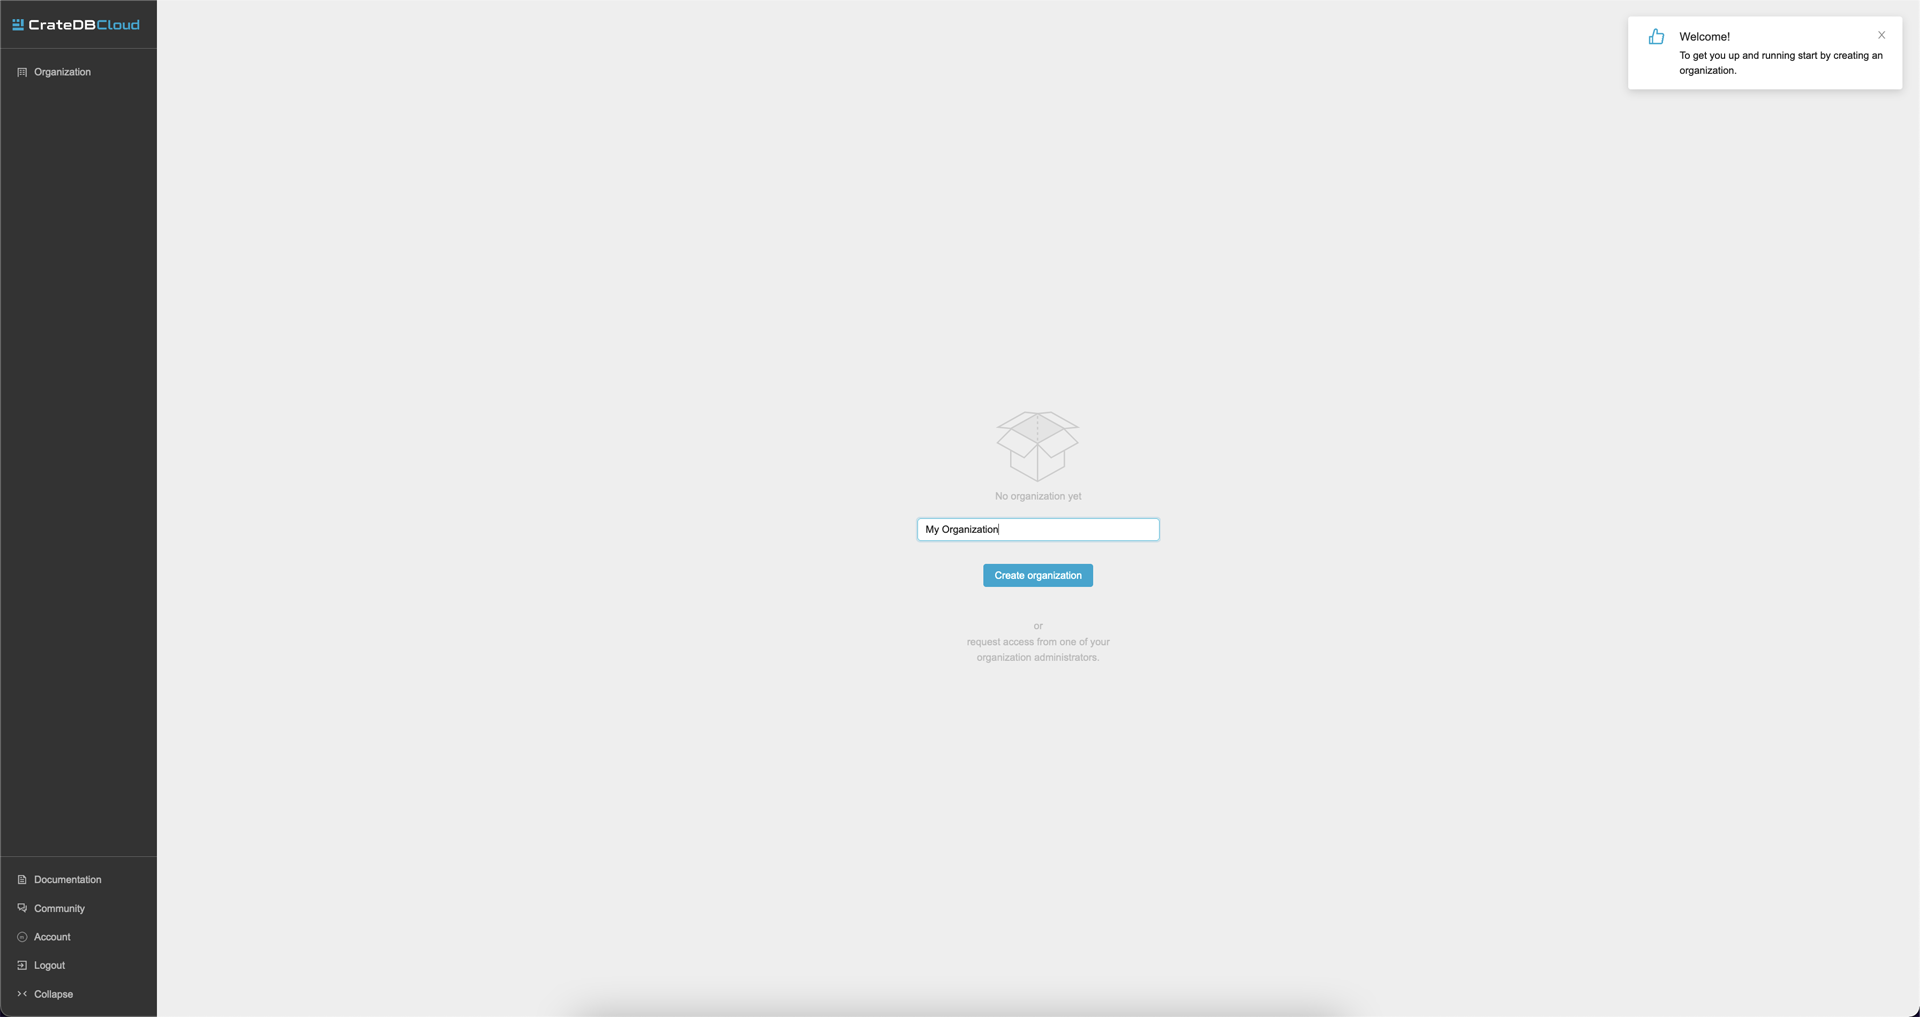 CrateDBCloud
Organization
Welcome!
To get you up and running start by creating an
organization.
No organization yet
My Organization
Create organization
or
request access from one of your
organization administrators.
Documentation
Community
Account
Logout
Collapse